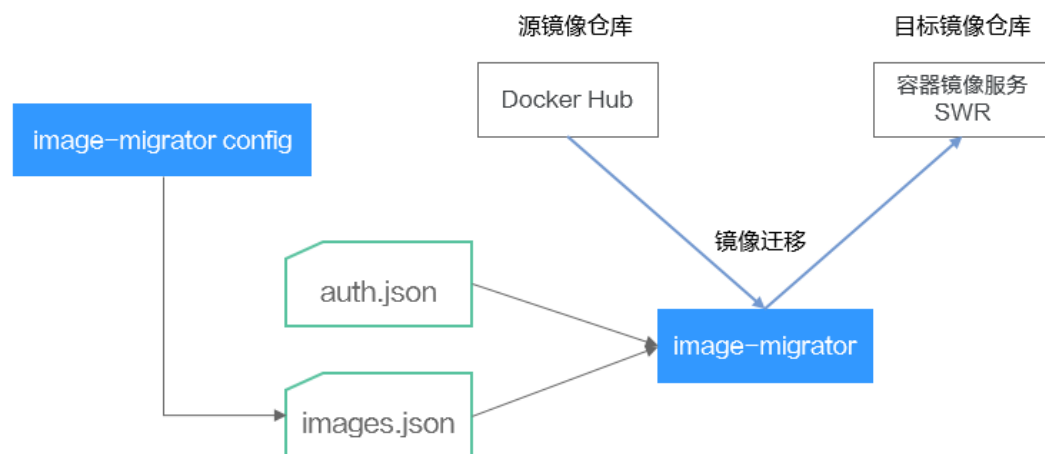 源镜像仓库
目标镜像仓库
Docker Hub
容器镜像服务
SWR
image-migrator config
镜像迁移
auth.json
image-migrator
images.json